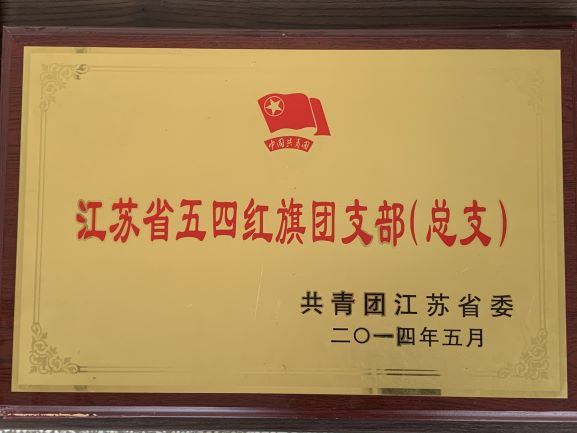 中国共青团
江苏省五四红旗团支部(总支)
共青团江苏省委
二〇一四年五月